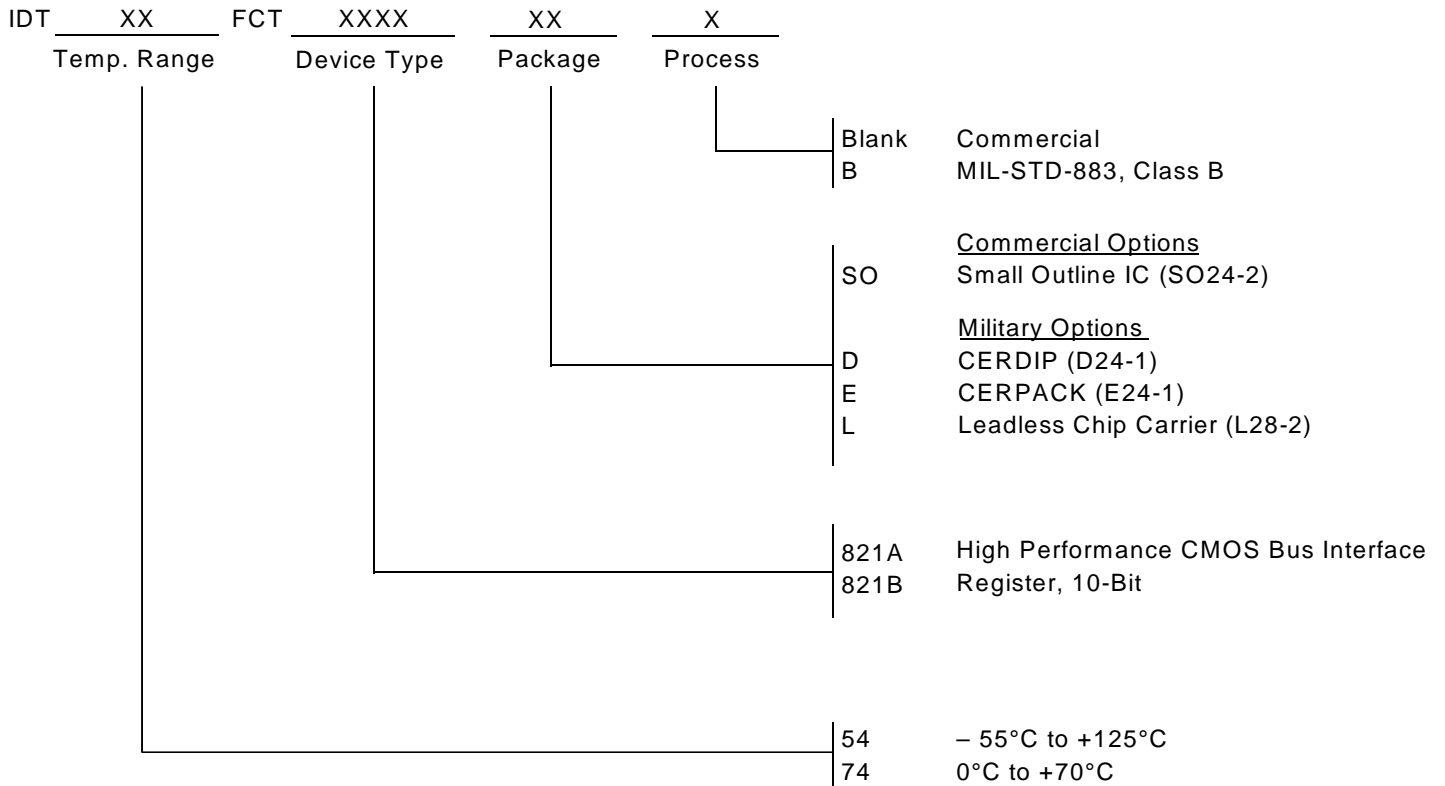 IDT XX FCT XXXX XX X
Temp. Range Device Type Package Process
Blank Commercial
B MIL-STD-883, Class B
Commercial Options
SO Small Outline IC (SO24-2)
Military Options
D CERDIP (D24-1)
E CERPACK (E24-1)
L Leadless Chip Carrier (L28-2)
821A High Performance CMOS Bus Interface
821B Register, 10-Bit
54 – 55°C to +125°C
74 0°C to +70°C